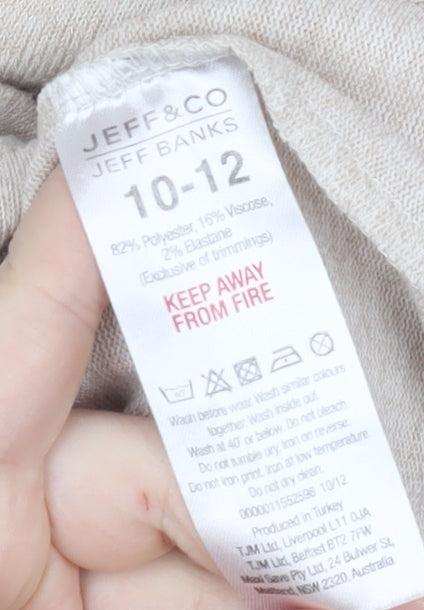 JEFF&CO
JEFF BANKS
10-12
82% Polyester, 16% Viscose,
2% Elastane
(Exclusive of trimmings)
KEEP AWAY
FROM FIRE
40°
Wash before wear. Wash similar colours
together. Wash inside out.
Wash at 40° or below. Do not bleach.
Do not tumble dry. Iron on reverse.
Do not iron print. Iron at low temperature.
Do not dry clean.
0000011552598 10/12
Produced in Turkey
TJM Ltd, Liverpool L11 0JA
TJM Ltd, Belfast BT2 7FW
Maxi Save Pty Ltd, 24 Bulwer St,
Maitland, NSW 2320, Australia